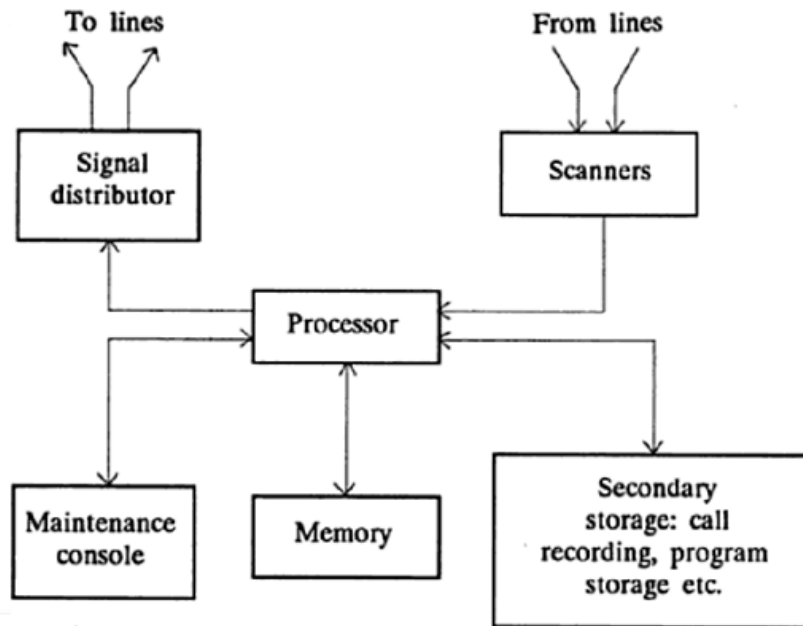 To lines
From lines
Signal
distributor
Scanners
Processor
Maintenance
console
Memory
Secondary
storage: call
recording, program
storage etc.